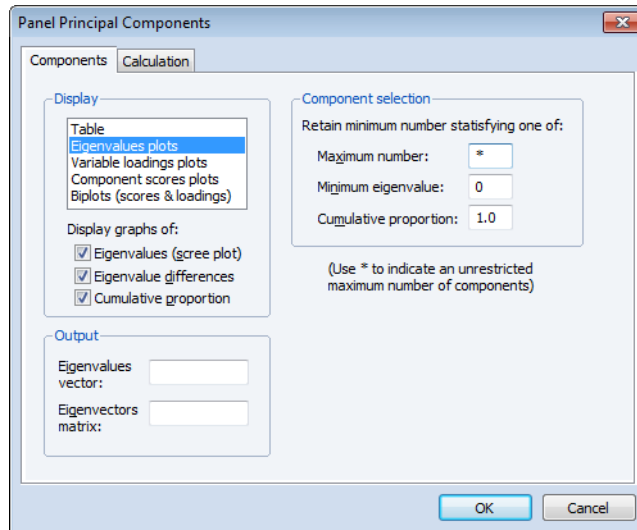 Panel Principal Components
Components
Calculation
Display
Table
Eigenvalues plots
Variable loadings plots
Component scores plots
Biplots (scores & loadings)
Display graphs of:
Eigenvalues (scree plot)
Eigenvalue differences
Cumulative proportion
Output
Eigenvalues
vector:
Eigenvectors
matrix:
Component selection
Retain minimum number statisfying one of:
Maximum number: *
Minimum eigenvalue: 0
Cumulative proportion: 1.0
(Use * to indicate an unrestricted
maximum number of components)
OK
Cancel